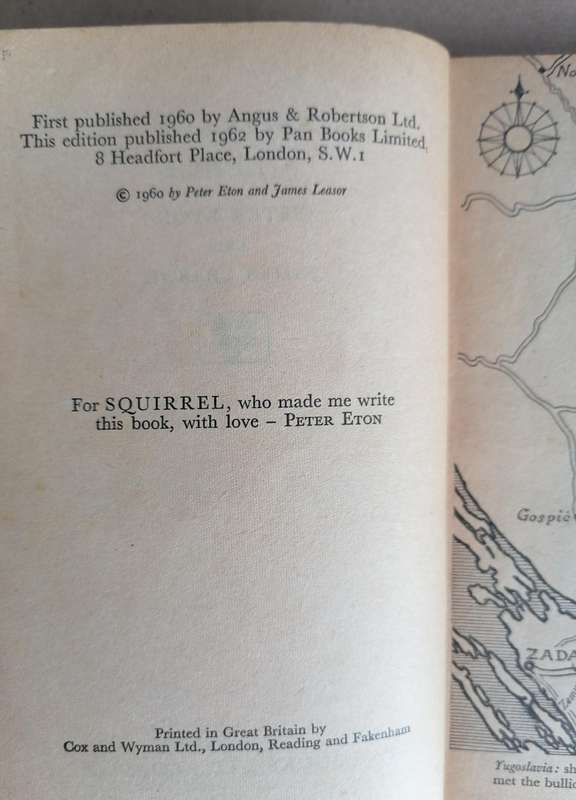 First published 1960 by Angus & Robertson Ltd.
This edition published 1962 by Pan Books Limited,
8 Headfort Place, London, S.W.1
© 1960 by Peter Eton and James Leasor
For SQUIRREL, who made me write
this book, with love – PETER ETON
Printed in Great Britain by
Cox and Wyman Ltd., London, Reading and Fakenham
No
Gospić
ZADA
Yugoslavia: sh
met the bullio